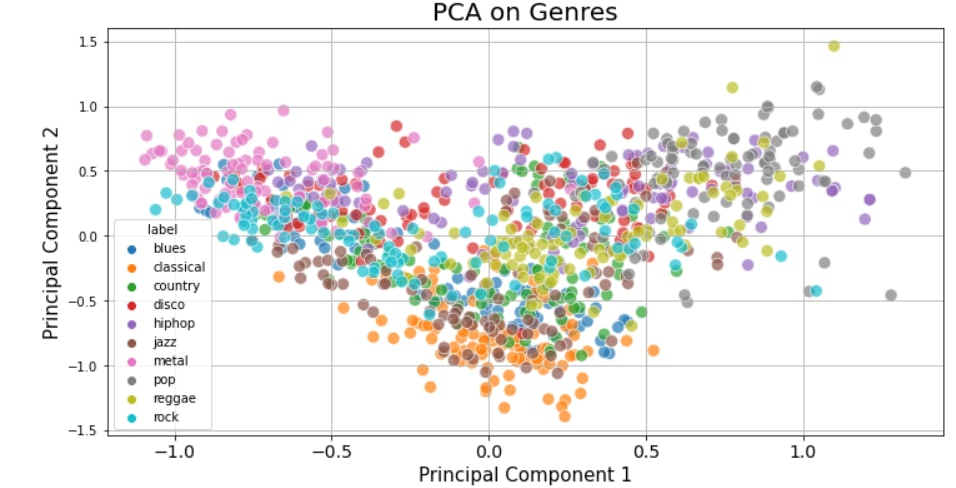 PCA on Genres
Principal Component 2
1.5
1.0
0.5
0.0
−0.5
−1.0
−1.5
label
blues
classical
country
disco
hiphop
jazz
metal
pop
reggae
rock
−1.0 −0.5 0.0 0.5 1.0
Principal Component 1